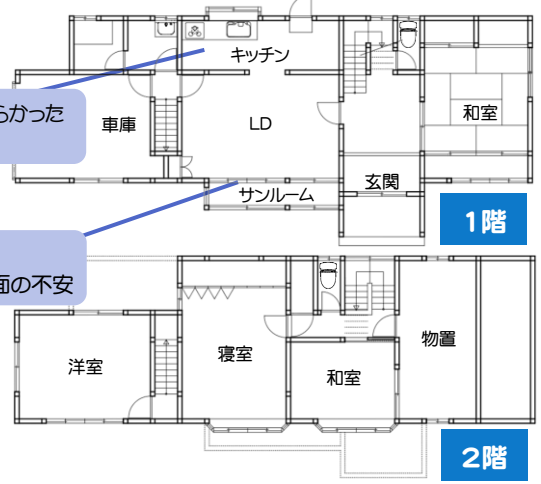 キッチン
らかった
車庫
LD
和室
玄関
サンルーム
1階
面の不安
洋室
寝室
和室
物置
2階